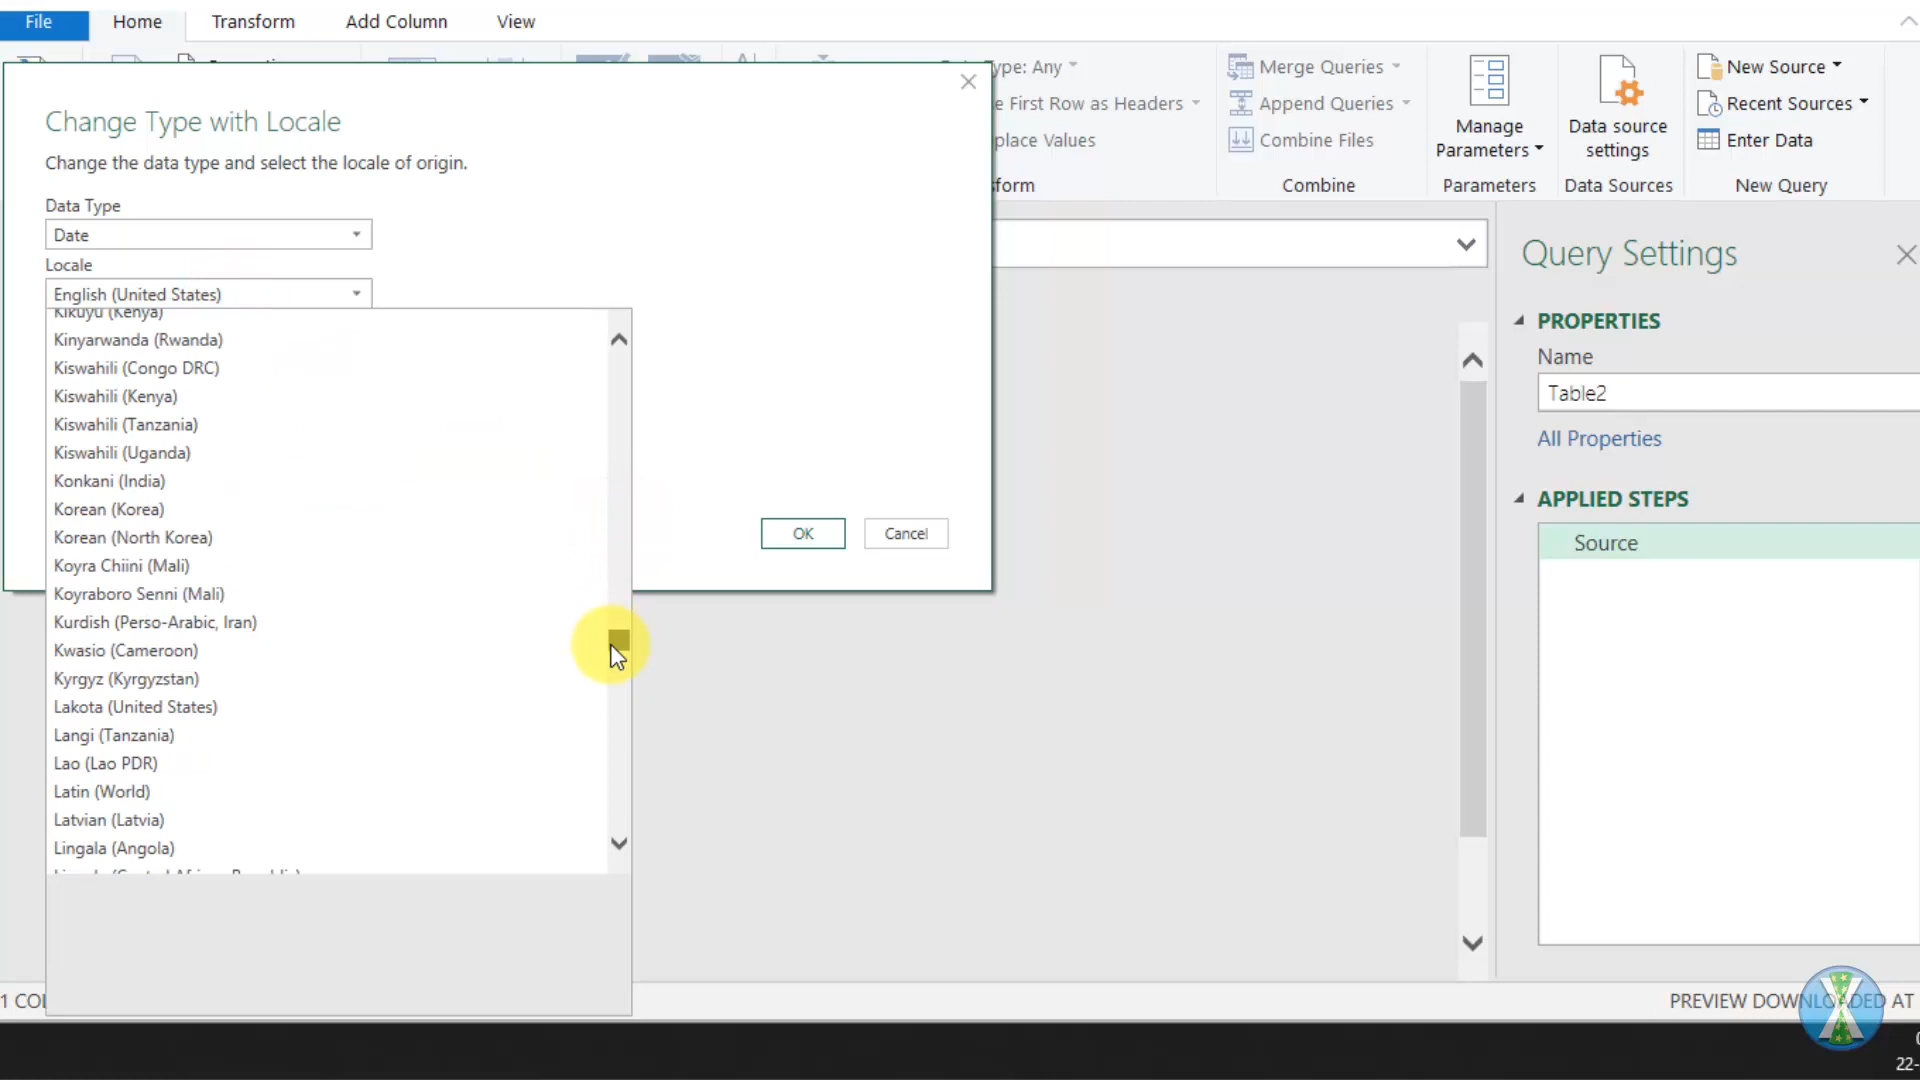 File
Home
Transform
Add Column
View
ype: Any
e First Row as Headers
place Values
form
Merge Queries
Append Queries
Combine Files
Combine
Manage
Parameters
Parameters
Data source
settings
Data Sources
New Source
Recent Sources
Enter Data
New Query
Change Type with Locale
Change the data type and select the locale of origin.
Data Type
Date
Locale
English (United States)
Kikuyu (Kenya)
Kinyarwanda (Rwanda)
Kiswahili (Congo DRC)
Kiswahili (Kenya)
Kiswahili (Tanzania)
Kiswahili (Uganda)
Konkani (India)
Korean (Korea)
Korean (North Korea)
Koyra Chiini (Mali)
Koyraboro Senni (Mali)
Kurdish (Perso-Arabic, Iran)
Kwasio (Cameroon)
Kyrgyz (Kyrgyzstan)
Lakota (United States)
Langi (Tanzania)
Lao (Lao PDR)
Latin (World)
Latvian (Latvia)
Lingala (Angola)
OK
Cancel
Query Settings
PROPERTIES
Name
Table2
All Properties
APPLIED STEPS
Source
1 COL
PREVIEW DOWNLOADED AT
22-